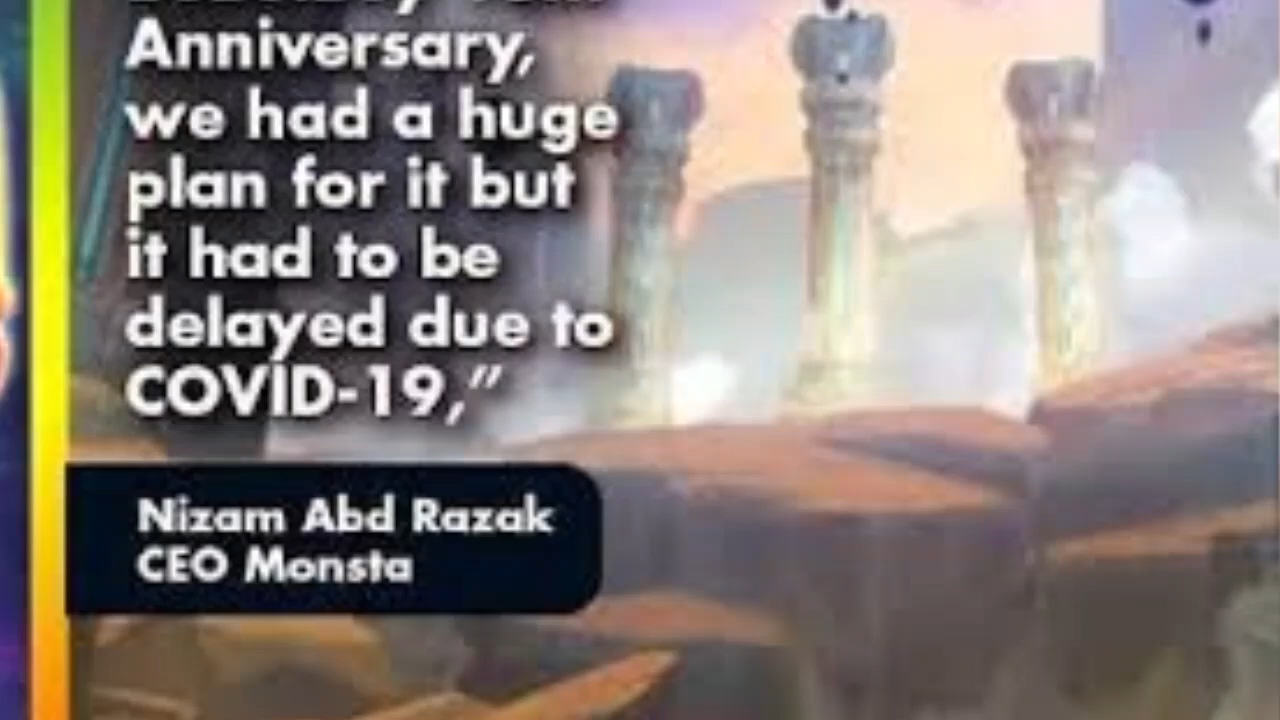 Anniversary,
we had a huge
plan for it but
it had to be
delayed due to
COVID-19,”
Nizam Abd Razak
CEO Monsta